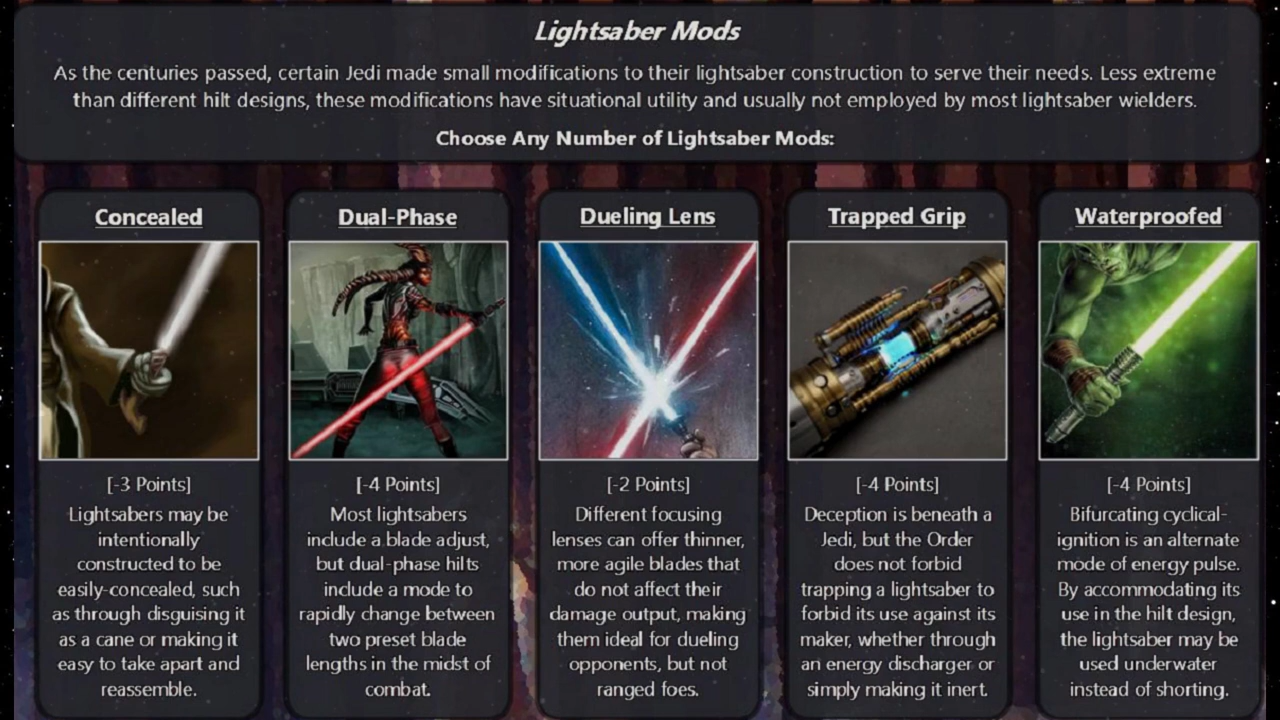 Lightsaber Mods
As the centuries passed, certain Jedi made small modifications to their lightsaber construction to serve their needs. Less extreme
than different hilt designs, these modifications have situational utility and usually not employed by most lightsaber wielders.
Choose Any Number of Lightsaber Mods:
Concealed
[-3 Points]
Lightsabers may be
intentionally
constructed to be
easily-concealed, such
as through disguising it
as a cane or making it
easy to take apart and
reassemble.
Dual-Phase
[-4 Points]
Most lightsabers
include a blade adjust,
but dual-phase hilts
include a mode to
rapidly change between
two preset blade
lengths in the midst of
combat.
Dueling Lens
[-2 Points]
Different focusing
lenses can offer thinner,
more agile blades that
do not affect their
damage output, making
them ideal for dueling
opponents, but not
ranged foes.
Trapped Grip
[-4 Points]
Deception is beneath a
Jedi, but the Order
does not forbid
trapping a lightsaber to
forbid its use against its
maker, whether through
an energy discharger or
simply making it inert.
Waterproofed
[-4 Points]
Bifurcating cyclical-
ignition is an alternate
mode of energy pulse.
By accommodating its
use in the hilt design,
the lightsaber may be
used underwater
instead of shorting.